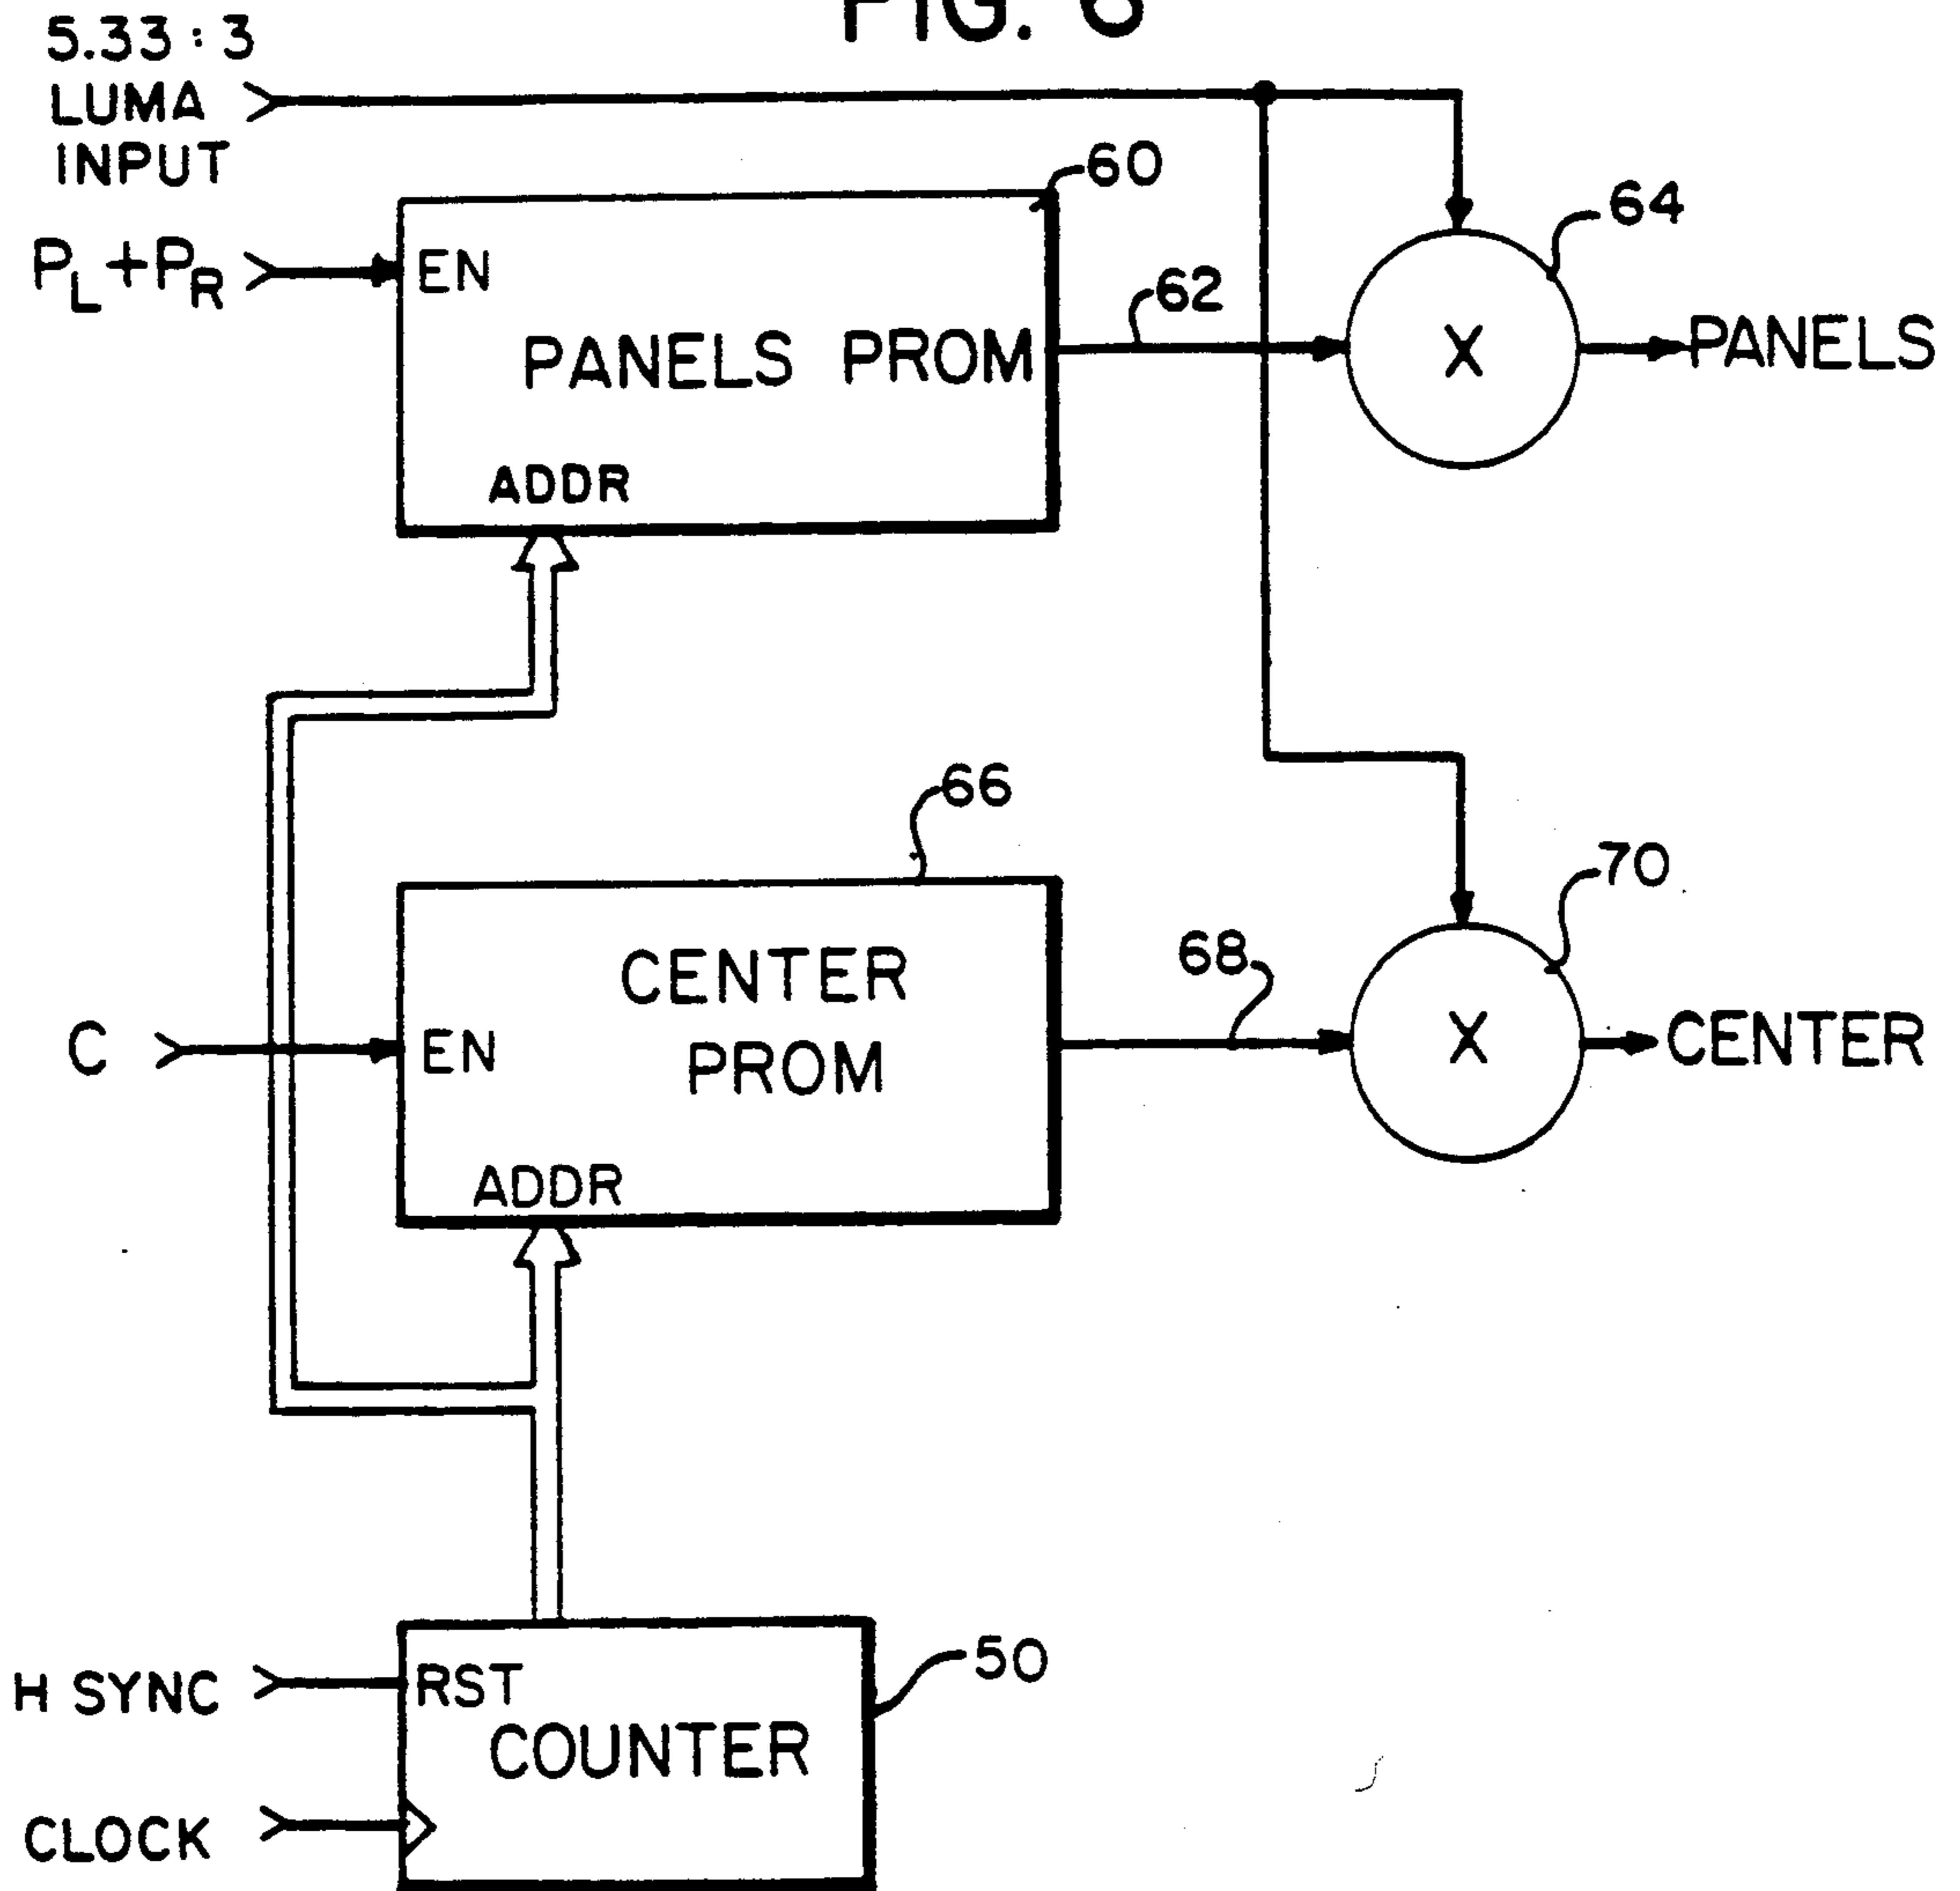 FIG. 6
5.33 : 3
LUMA
INPUT
60
64
PL+PR
EN
62
PANELS PROM
X
PANELS
ADDR
66
70
CENTER
68
C
EN
PROM
X
CENTER
ADDR
50
H SYNC
RST
COUNTER
CLOCK